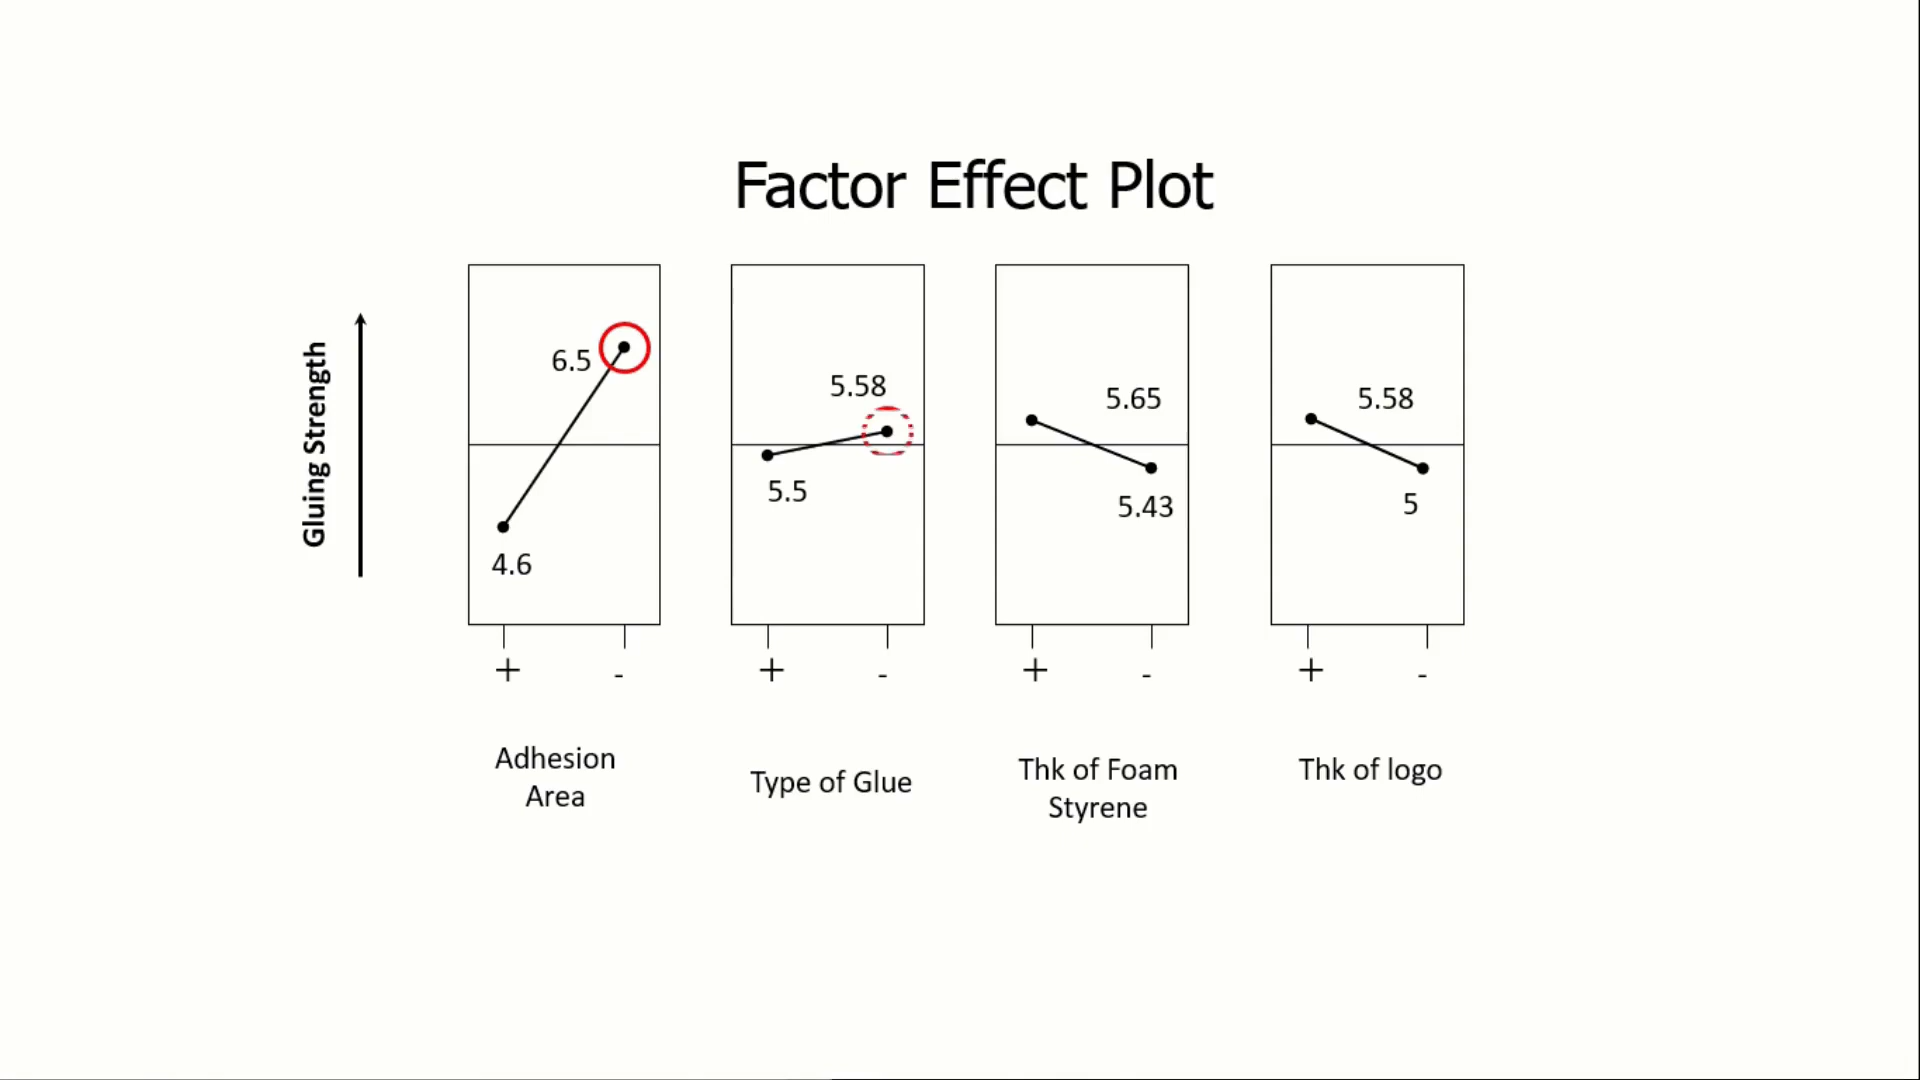 Factor Effect Plot
Gluing Strength
6.5
4.6
+ -
Adhesion
Area
5.58
5.5
+ -
Type of Glue
5.65
5.43
+ -
Thk of Foam
Styrene
5.58
5
+ -
Thk of logo